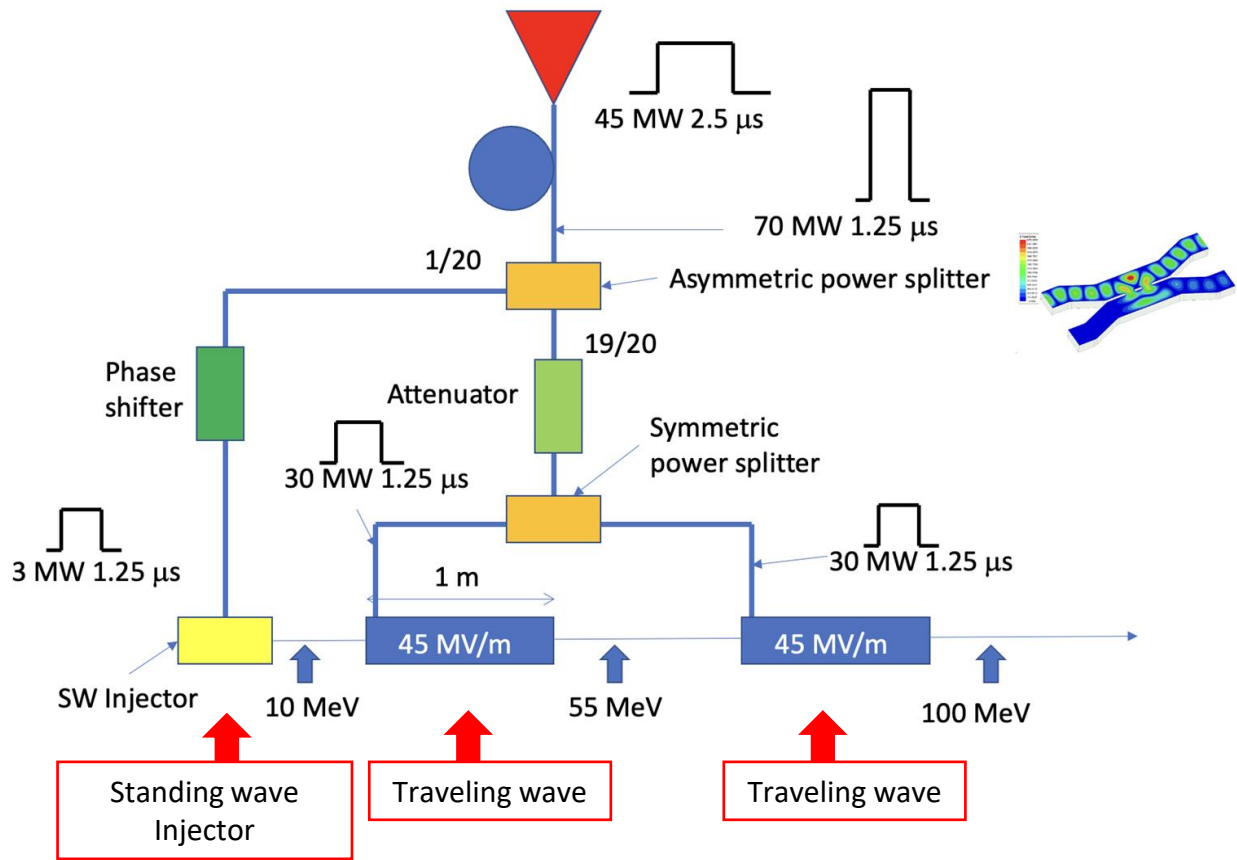 45 MW 2.5 μs
70 MW 1.25 μs
1/20
Asymmetric power splitter
19/20
Phase
shifter
Attenuator
Symmetric
power splitter
30 MW 1.25 μs
3 MW 1.25 μs
30 MW 1.25 μs
1 m
45 MV/m
45 MV/m
SW Injector
10 MeV
55 MeV
100 MeV
Standing wave
Injector
Traveling wave
Traveling wave